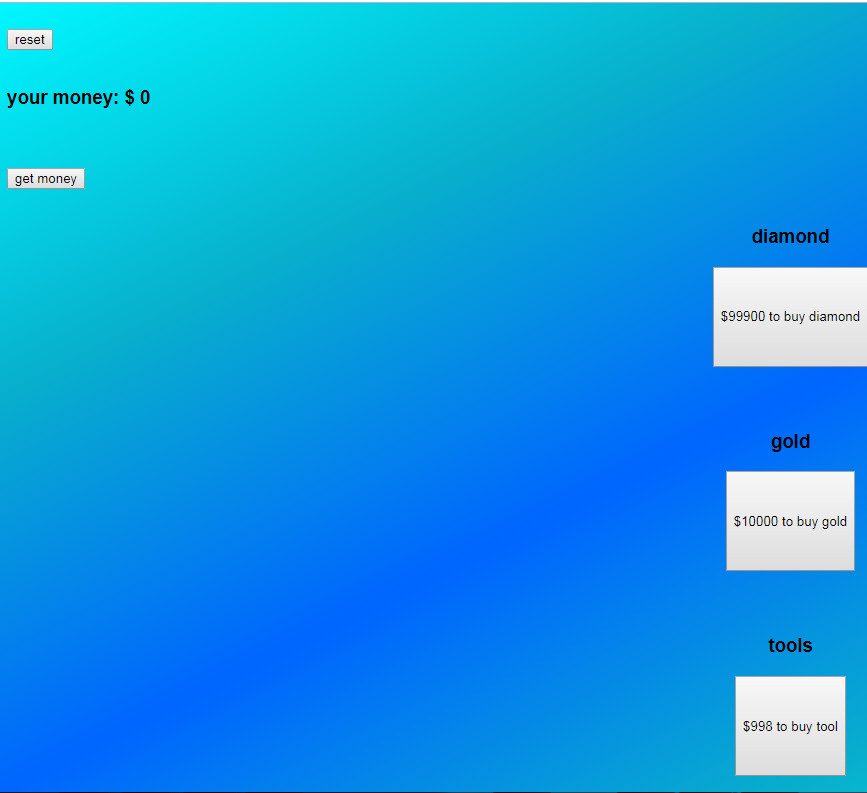 reset
your money: $ 0
get money
diamond
$99900 to buy diamond
gold
$10000 to buy gold
tools
$998 to buy tool